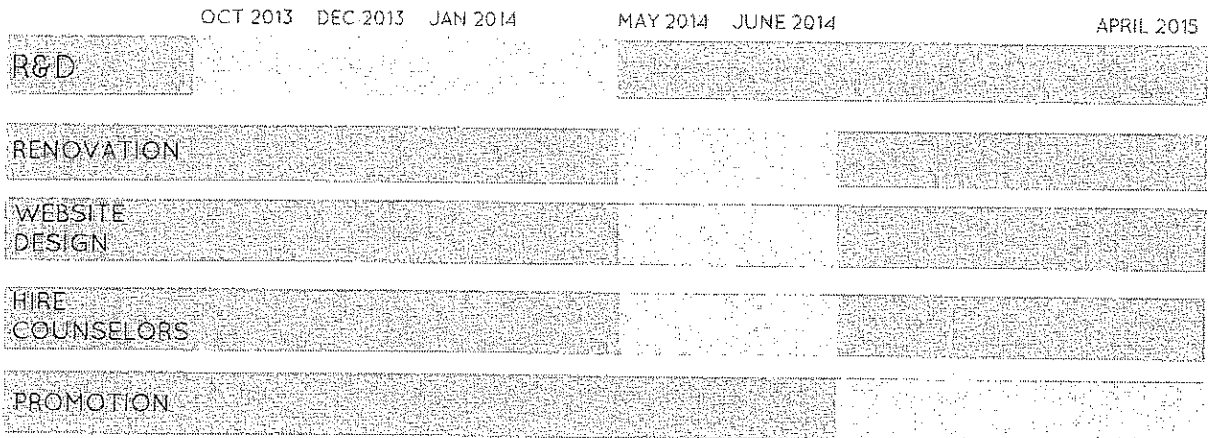 OCT 2013 DEC 2013 JAN 2014 MAY 2014 JUNE 2014 APRIL 2015
R&D
RENOVATION
WEBSITE
DESIGN
HIRE
COUNSELORS
PROMOTION